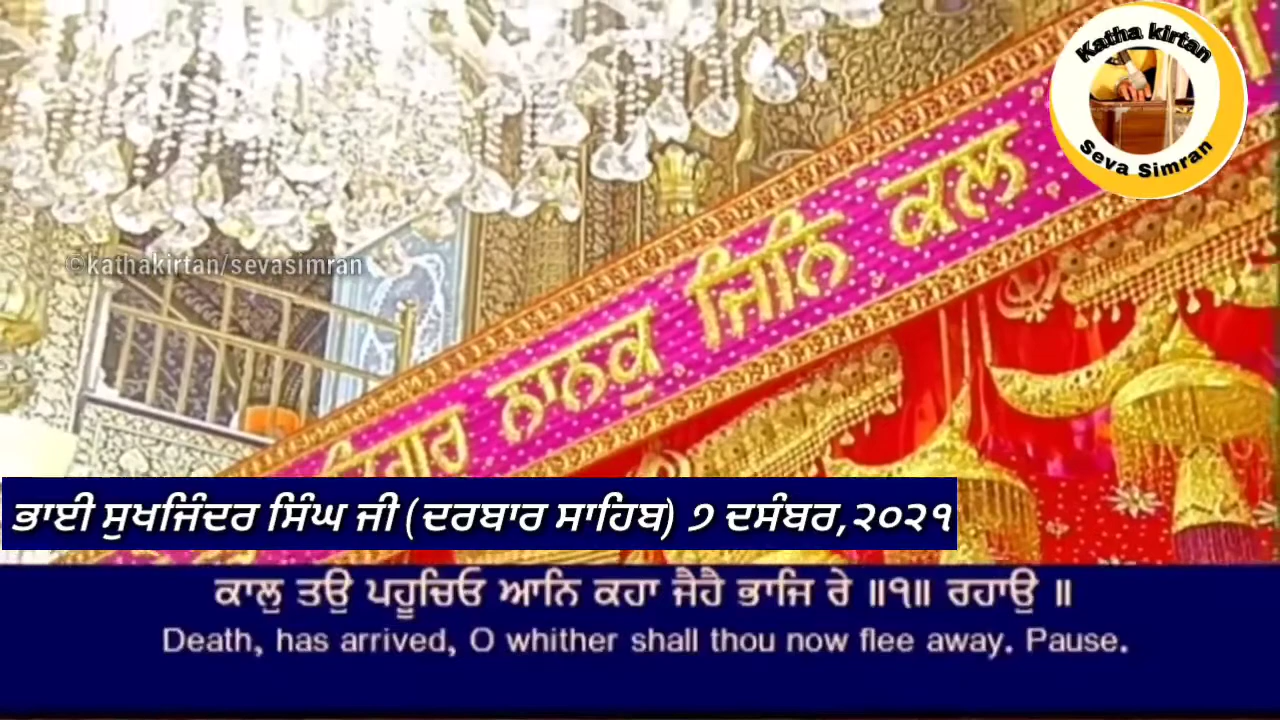 Katha kirtan
Seva Simran
©kathakirtan/sevasimran
ਨਾਨਕੁ ਜਿਨਿ ਕਲ
ਭਾਈ ਸੁਖਜਿੰਦਰ ਸਿੰਘ ਜੀ (ਦਰਬਾਰ ਸਾਹਿਬ) ੭ ਦਸੰਬਰ,੨੦੨੧
ਕਾਲੁ ਤਉ ਪਹੂਚਿਓ ਆਨਿ ਕਹਾ ਜੈਹੈ ਭਾਜਿ ਰੇ ॥੧॥ ਰਹਾਉ ॥
Death, has arrived, O whither shall thou now flee away. Pause.